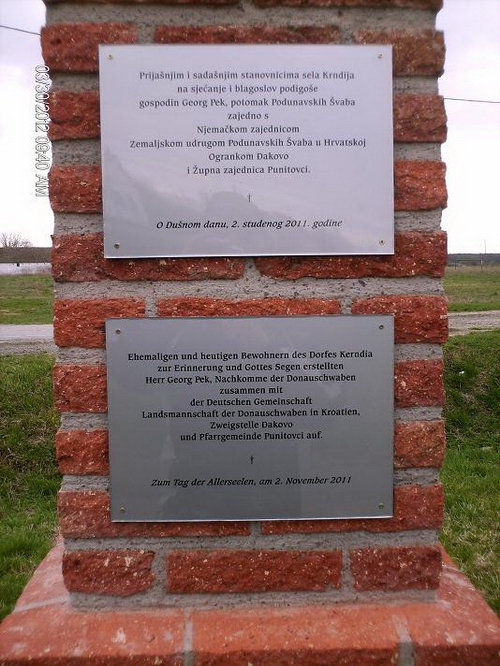 Prijašnjim i sadašnjim stanovnicima sela Krndija
na sjećanje i blagoslov podigoše
gospodin Georg Pek, potomak Podunavskih Švaba
zajedno s
Njemačkom zajednicom
Zemaljskom udrugom Podunavskih Švaba u Hrvatskoj
Ogrankom Đakovo
i Župna zajednica Punitovci.
†
O Dušnom danu, 2. studenog 2011. godine
Ehemaligen und heutigen Bewohnern des Dorfes Kerndia
zur Erinnerung und Gottes Segen erstellten
Herr Georg Pek, Nachkomme der Donauschwaben
zusammen mit
der Deutschen Gemeinschaft
Landsmannschaft der Donauschwaben in Kroatien,
Zweigstelle Đakovo
und Pfarrgemeinde Punitovci auf.
†
Zum Tag der Allerseelen, am 2. November 2011
03/30/2012 09:40 AM